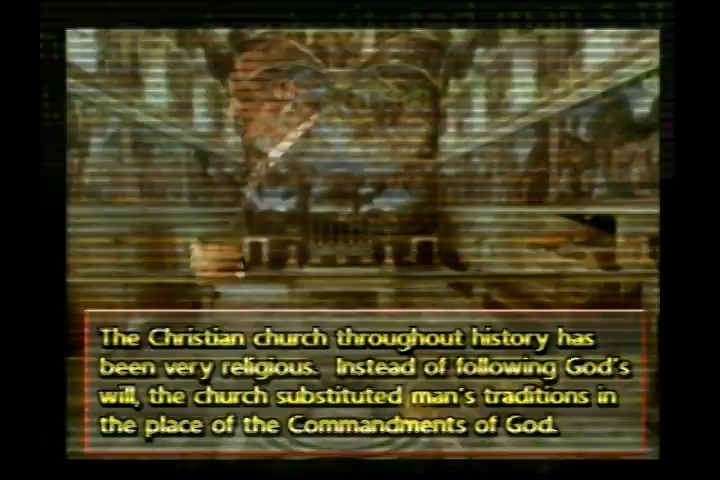 The Christian church throughout history has
been very religious. Instead of following God's
will, the church substituted man's traditions in
the place of the Commandments of God.